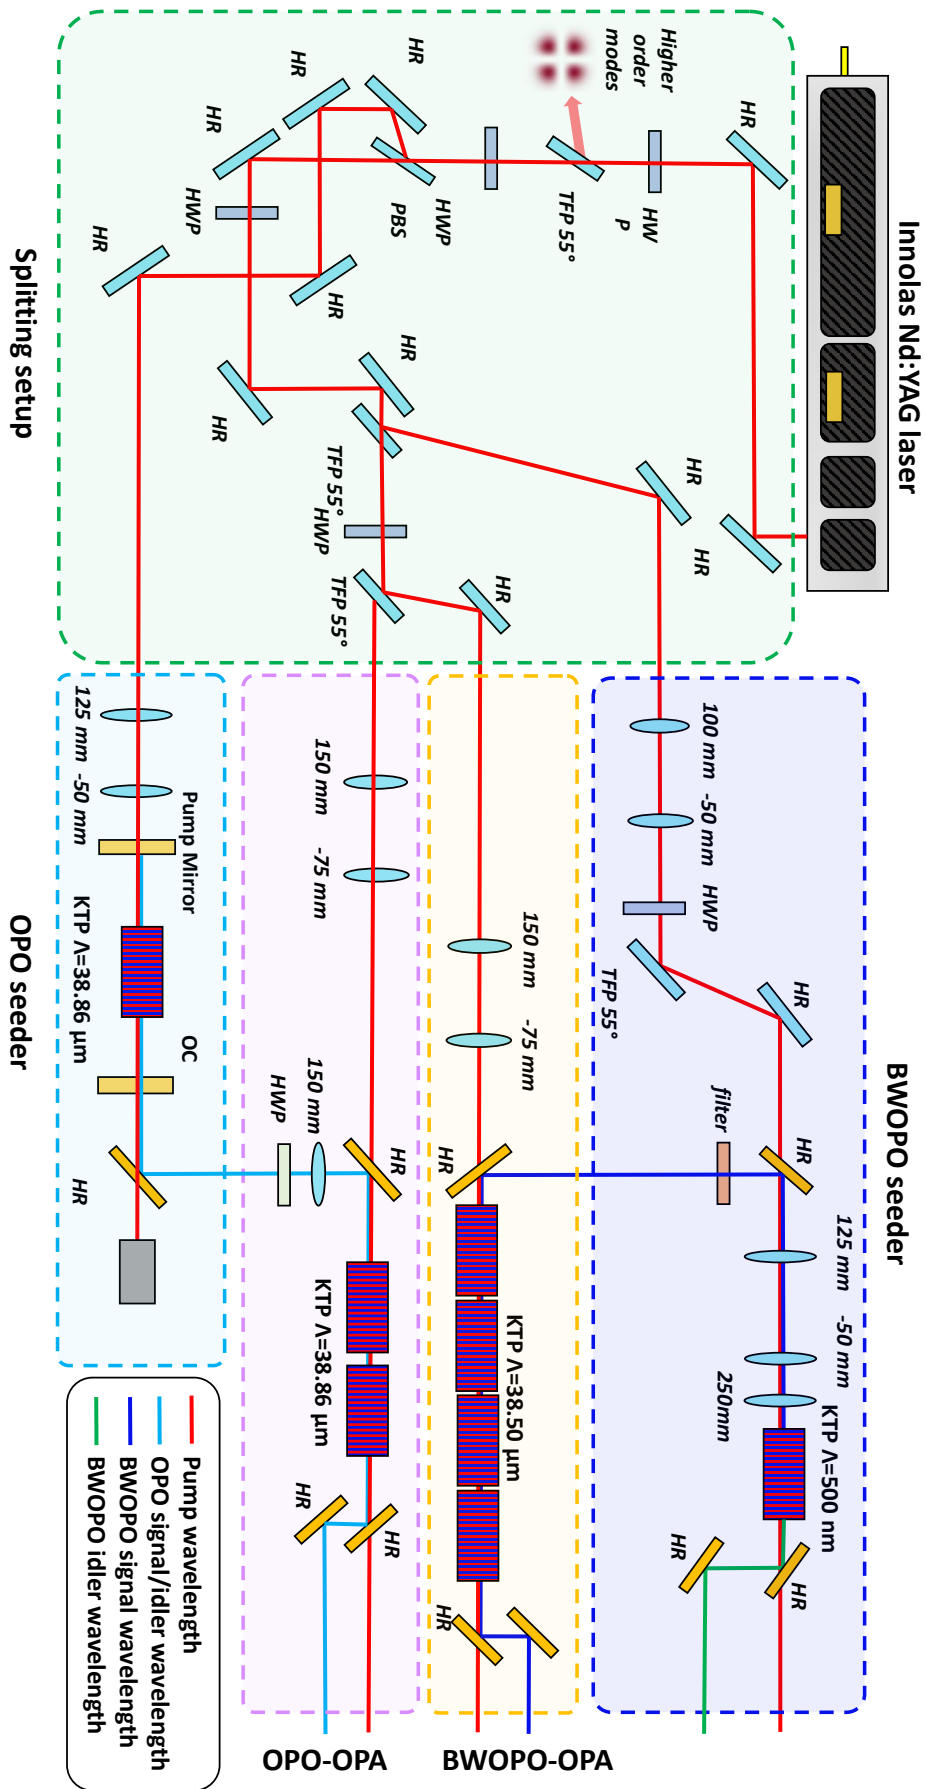 Innolas Nd:YAG laser
Higher
order
modes
HR
HR
HR
HR
HW
P
TFP 55°
HWP
PBS
HWP
HR
HR
HR
HR
HR
TFP 55°
HWP
TFP 55°
HR
HR
HR
Splitting setup
BWOPO seeder
100 mm
-50 mm
HWP
TFP 55°
HR
filter
HR
125 mm
-50 mm
250mm
KTP Λ=500 nm
HR
HR
150 mm
-75 mm
HR
KTP Λ=38.50 µm
HR
BWOPO-OPA
150 mm
-75 mm
HWP
150 mm
HR
KTP Λ=38.86 µm
HR
HR
OPO-OPA
125 mm
-50 mm
Pump Mirror
KTP Λ=38.86 µm
OC
HR
OPO seeder
Pump wavelength
OPO signal/idler wavelength
BWOPO signal wavelength
BWOPO idler wavelength